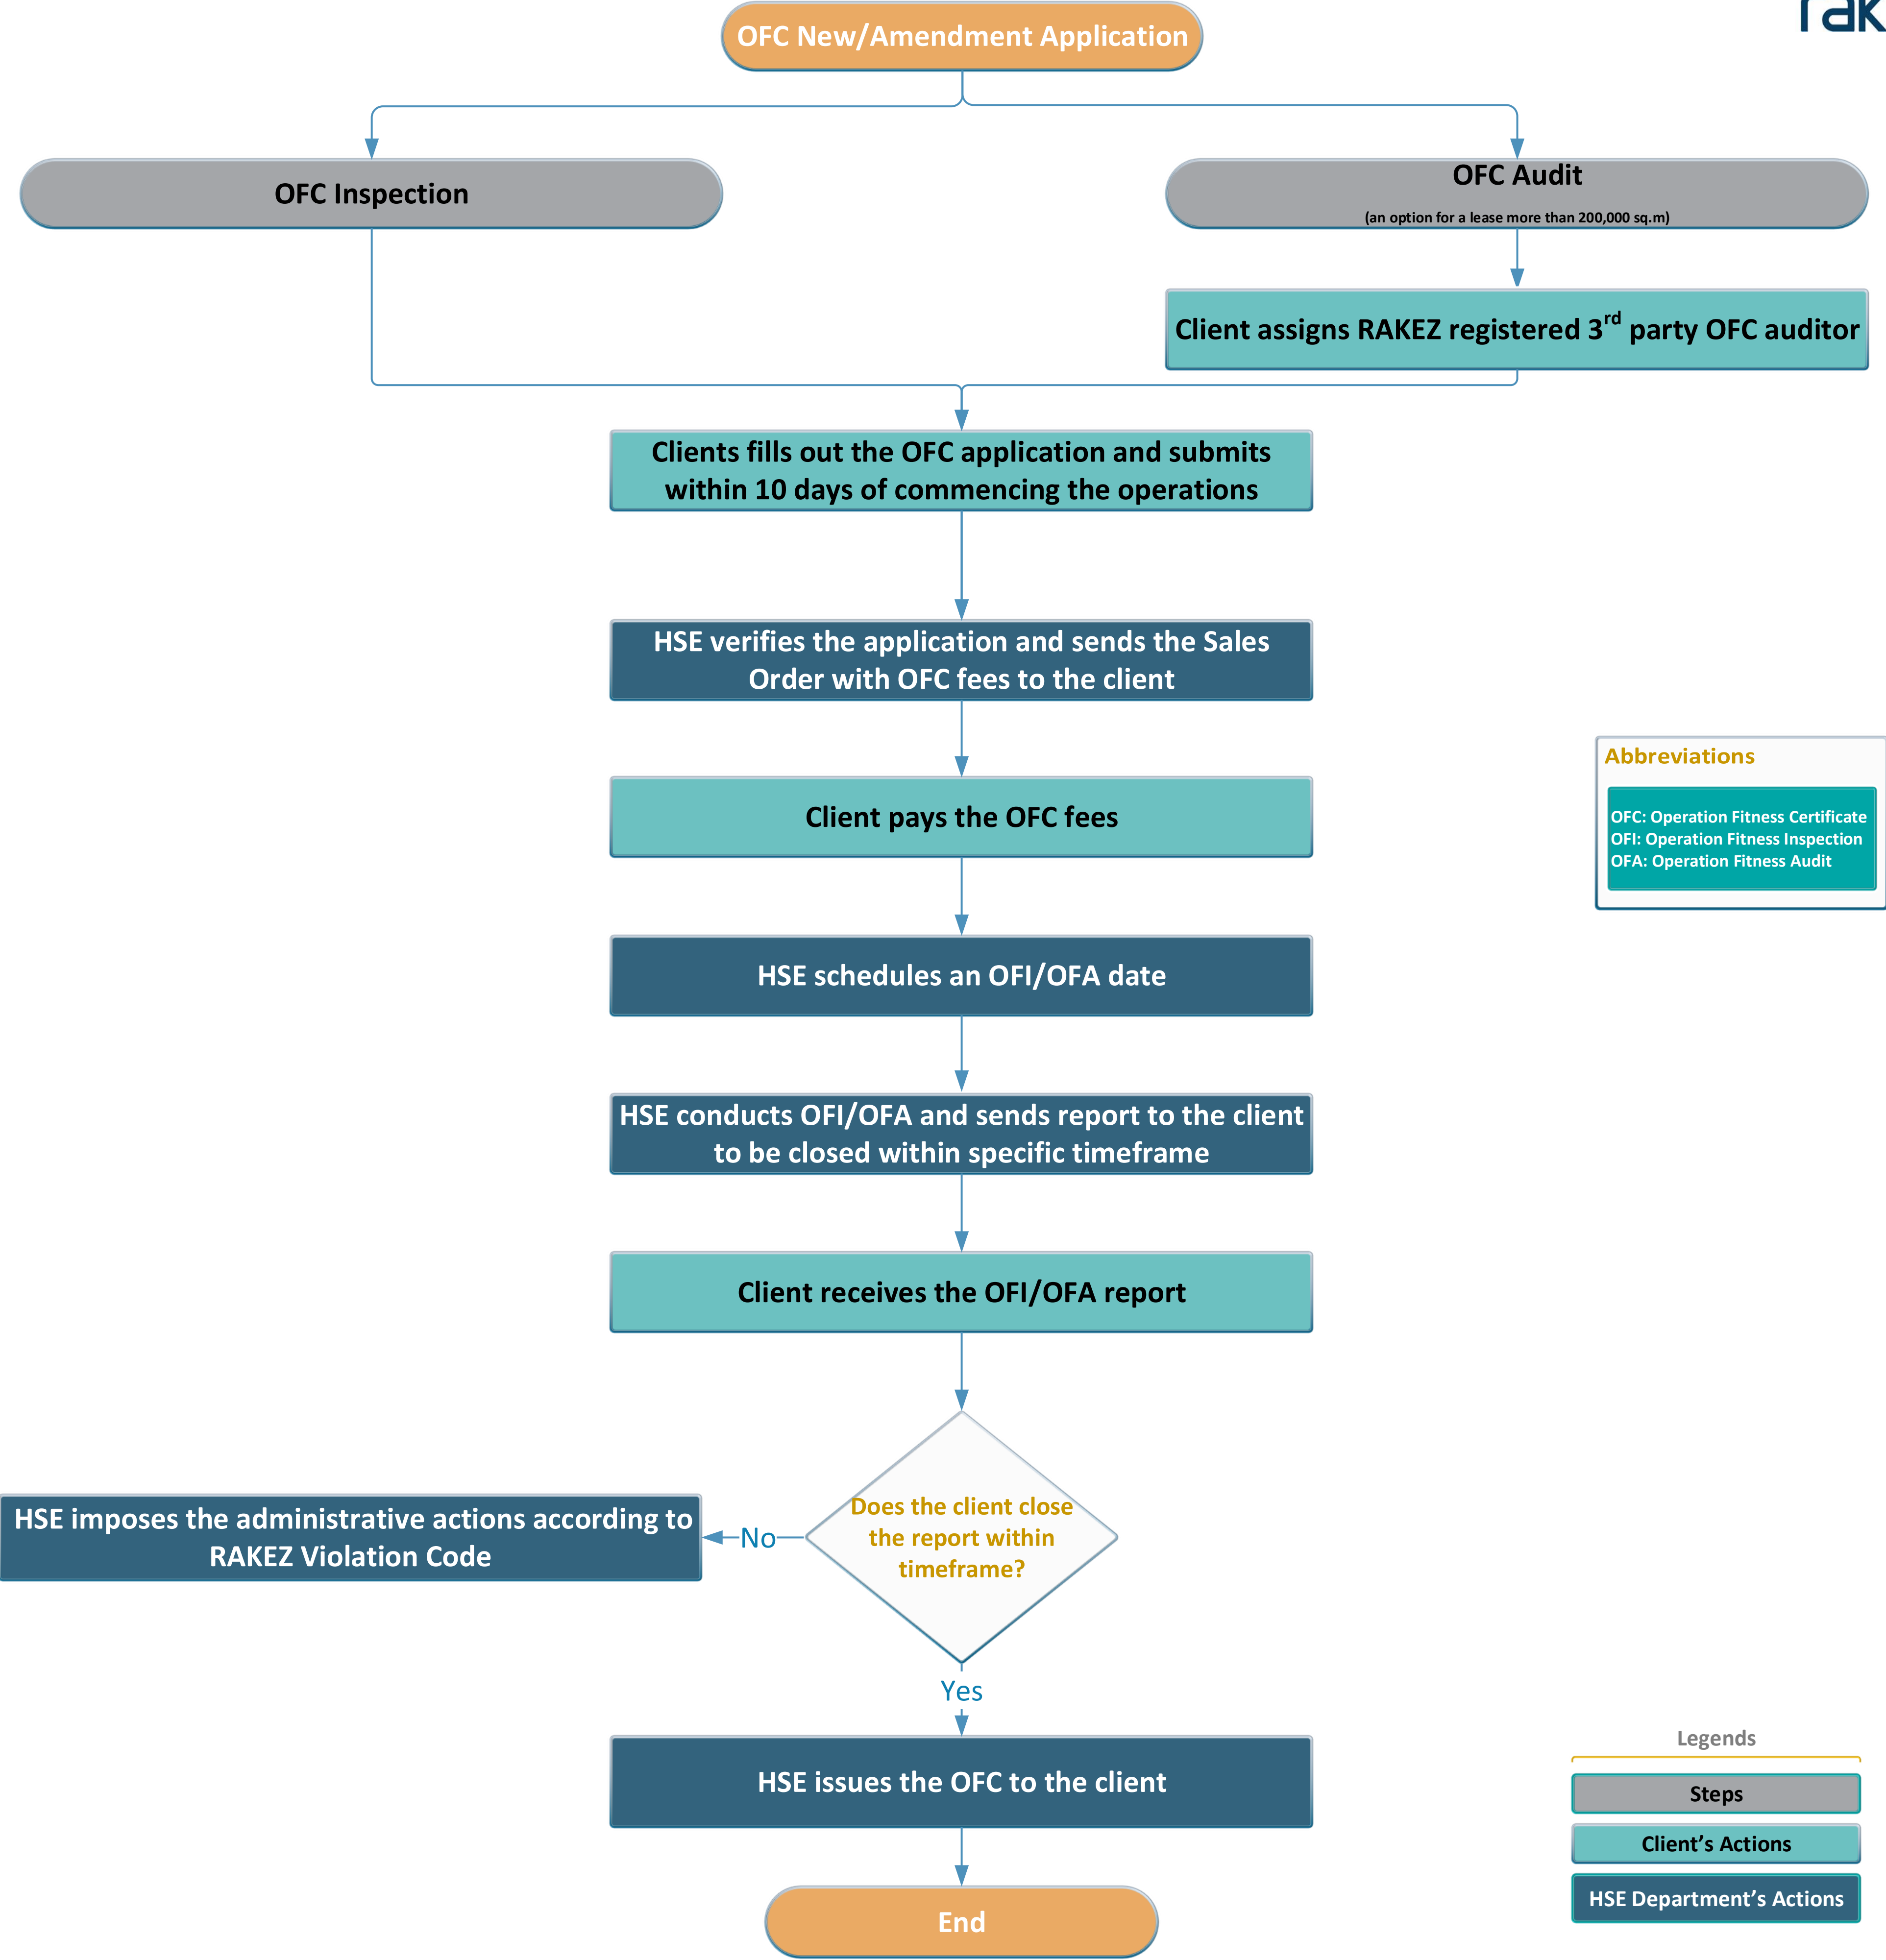 rak
OFC New/Amendment Application
OFC Inspection
OFC Audit
(an option for a lease more than 200,000 sq.m)
Client assigns RAKEZ registered 3rd party OFC auditor
Clients fills out the OFC application and submits
within 10 days of commencing the operations
HSE verifies the application and sends the Sales
Order with OFC fees to the client
Client pays the OFC fees
Abbreviations
OFC: Operation Fitness Certificate
OFI: Operation Fitness Inspection
OFA: Operation Fitness Audit
HSE schedules an OFI/OFA date
HSE conducts OFI/OFA and sends report to the client
to be closed within specific timeframe
Client receives the OFI/OFA report
Does the client close
the report within
timeframe?
No
HSE imposes the administrative actions according to
RAKEZ Violation Code
Yes
HSE issues the OFC to the client
End
Legends
Steps
Client’s Actions
HSE Department’s Actions